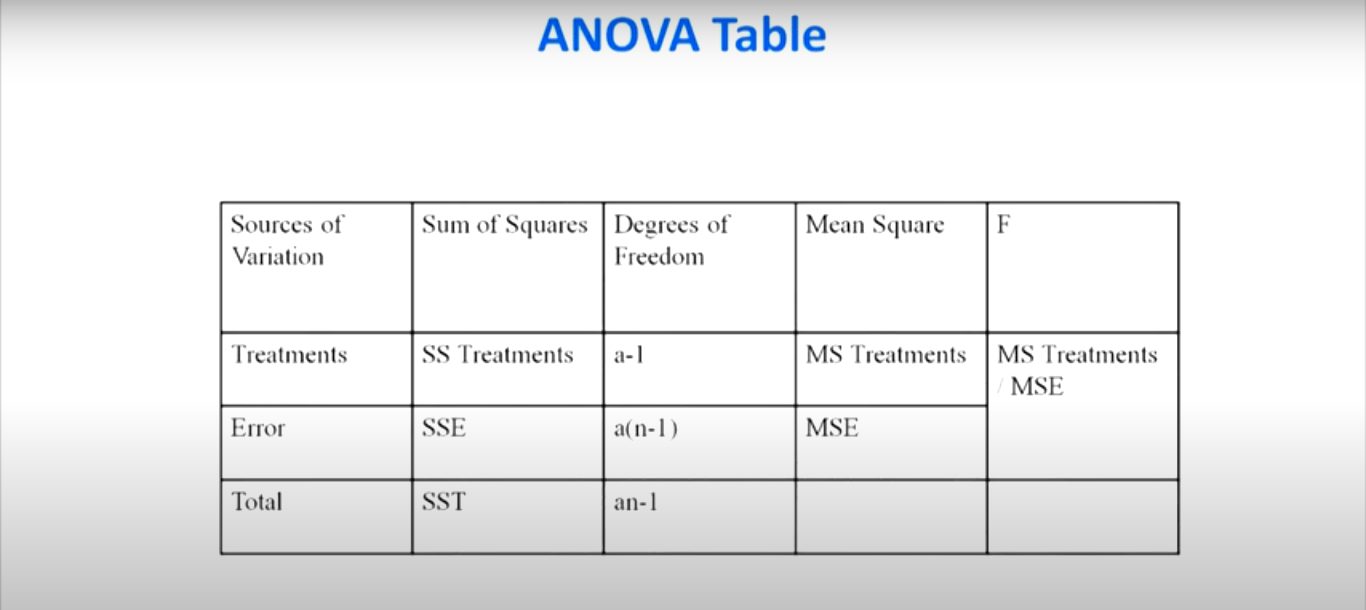 ANOVA Table
Sources of
Variation
Sum of Squares
Degrees of
Freedom
Mean Square
F
Treatments
SS Treatments
a-1
MS Treatments
MS Treatments
/ MSE
Error
SSE
a(n-1)
MSE
Total
SST
an-1